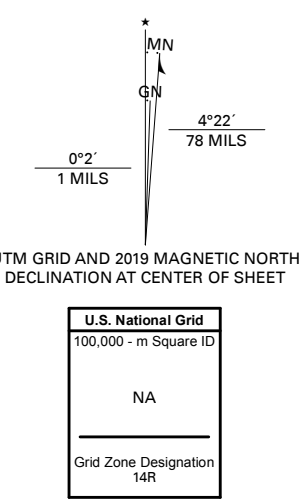 ★
MN
GN
4°22´
78 MILS
0°2´
1 MILS
UTM GRID AND 2019 MAGNETIC NORTH
DECLINATION AT CENTER OF SHEET
U.S. National Grid
100,000 - m Square ID
NA
Grid Zone Designation
14R